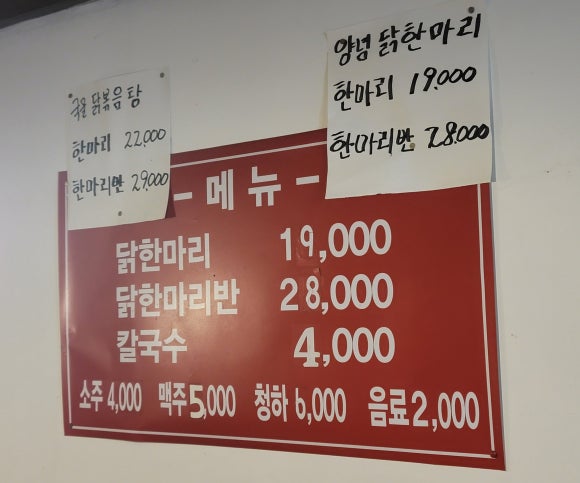 국물 닭볶음탕
한마리 22,000
한마리반 29,000
양념 닭한마리
한마리 19,000
한마리반 28,000
- 메뉴 -
닭한마리 19,000
닭한마리반 28,000
칼국수 4,000
소주 4,000 맥주 5,000 청하 6,000 음료 2,000